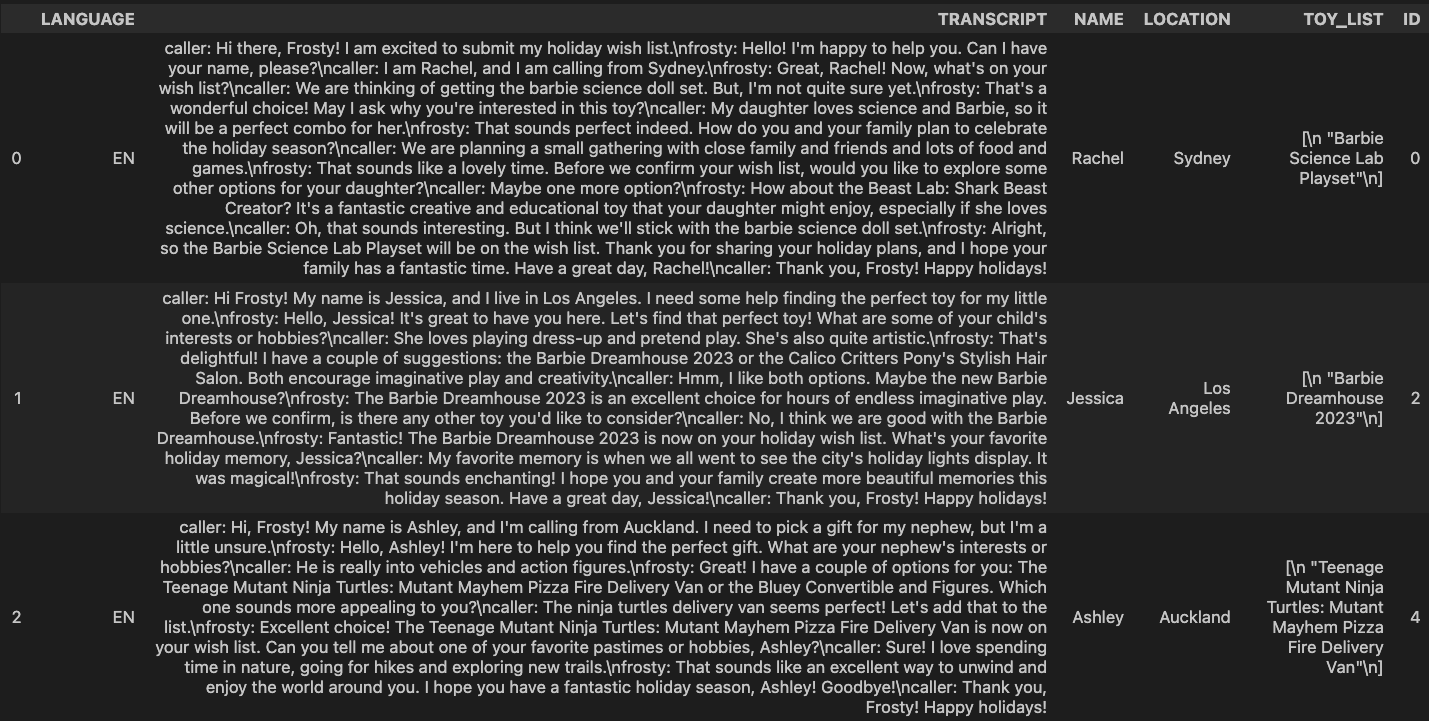 LANGUAGE TRANSCRIPT NAME LOCATION TOY_LIST ID
0 EN
caller: Hi there, Frosty! I am excited to submit my holiday wish list.\nfrosty: Hello! I'm happy to help you. Can I have
your name, please?\ncaller: I am Rachel, and I am calling from Sydney.\nfrosty: Great, Rachel! Now, what's on your
wish list?\ncaller: We are thinking of getting the barbie science doll set. But, I'm not quite sure yet.\nfrosty: That's a
wonderful choice! May I ask why you're interested in this toy?\ncaller: My daughter loves science and Barbie, so it
will be a perfect combo for her.\nfrosty: That sounds perfect indeed. How do you and your family plan to celebrate
the holiday season?\ncaller: We are planning a small gathering with close family and friends and lots of food and
games.\nfrosty: That sounds like a lovely time. Before we confirm your wish list, would you like to explore some
other options for your daughter?\ncaller: Maybe one more option?\nfrosty: How about the Beast Lab: Shark Beast
Creator? It's a fantastic creative and educational toy that your daughter might enjoy, especially if she loves
science.\ncaller: Oh, that sounds interesting. But I think we'll stick with the barbie science doll set.\nfrosty: Alright,
so the Barbie Science Lab Playset will be on the wish list. Thank you for sharing your holiday plans, and I hope your
family has a fantastic time. Have a great day, Rachel!\ncaller: Thank you, Frosty! Happy holidays!
Rachel
Sydney
[\n "Barbie
Science Lab
Playset"\n]
0
1 EN
caller: Hi Frosty! My name is Jessica, and I live in Los Angeles. I need some help finding the perfect toy for my little
one.\nfrosty: Hello, Jessica! It's great to have you here. Let's find that perfect toy! What are some of your child's
interests or hobbies?\ncaller: She loves playing dress-up and pretend play. She's also quite artistic.\nfrosty: That's
delightful! I have a couple of suggestions: the Barbie Dreamhouse 2023 or the Calico Critters Pony's Stylish Hair
Salon. Both encourage imaginative play and creativity.\ncaller: Hmm, I like both options. Maybe the new Barbie
Dreamhouse?\nfrosty: The Barbie Dreamhouse 2023 is an excellent choice for hours of endless imaginative play.
Before we confirm, is there any other toy you'd like to consider?\ncaller: No, I think we are good with the Barbie
Dreamhouse.\nfrosty: Fantastic! The Barbie Dreamhouse 2023 is now on your holiday wish list. What's your favorite
holiday memory, Jessica?\ncaller: My favorite memory is when we all went to see the city's holiday lights display. It
was magical!\nfrosty: That sounds enchanting! I hope you and your family create more beautiful memories this
holiday season. Have a great day, Jessica!\ncaller: Thank you, Frosty! Happy holidays!
Jessica
Los
Angeles
[\n "Barbie
Dreamhouse
2023"\n]
2
2 EN
caller: Hi, Frosty! My name is Ashley, and I'm calling from Auckland. I need to pick a gift for my nephew, but I'm a
little unsure.\nfrosty: Hello, Ashley! I'm here to help you find the perfect gift. What are your nephew's interests or
hobbies?\ncaller: He is really into vehicles and action figures.\nfrosty: Great! I have a couple of options for you: The
Teenage Mutant Ninja Turtles: Mutant Mayhem Pizza Fire Delivery Van or the Bluey Convertible and Figures. Which
one sounds more appealing to you?\ncaller: The ninja turtles delivery van seems perfect! Let's add that to the
list.\nfrosty: Excellent choice! The Teenage Mutant Ninja Turtles: Mutant Mayhem Pizza Fire Delivery Van is now on
your wish list. Can you tell me about one of your favorite pastimes or hobbies, Ashley?\ncaller: Sure! I love spending
time in nature, going for hikes and exploring new trails.\nfrosty: That sounds like an excellent way to unwind and
enjoy the world around you. I hope you have a fantastic holiday season, Ashley! Goodbye!\ncaller: Thank you,
Frosty! Happy holidays!
Ashley
Auckland
[\n "Teenage
Mutant Ninja
Turtles: Mutant
Mayhem Pizza
Fire Delivery
Van"\n]
4